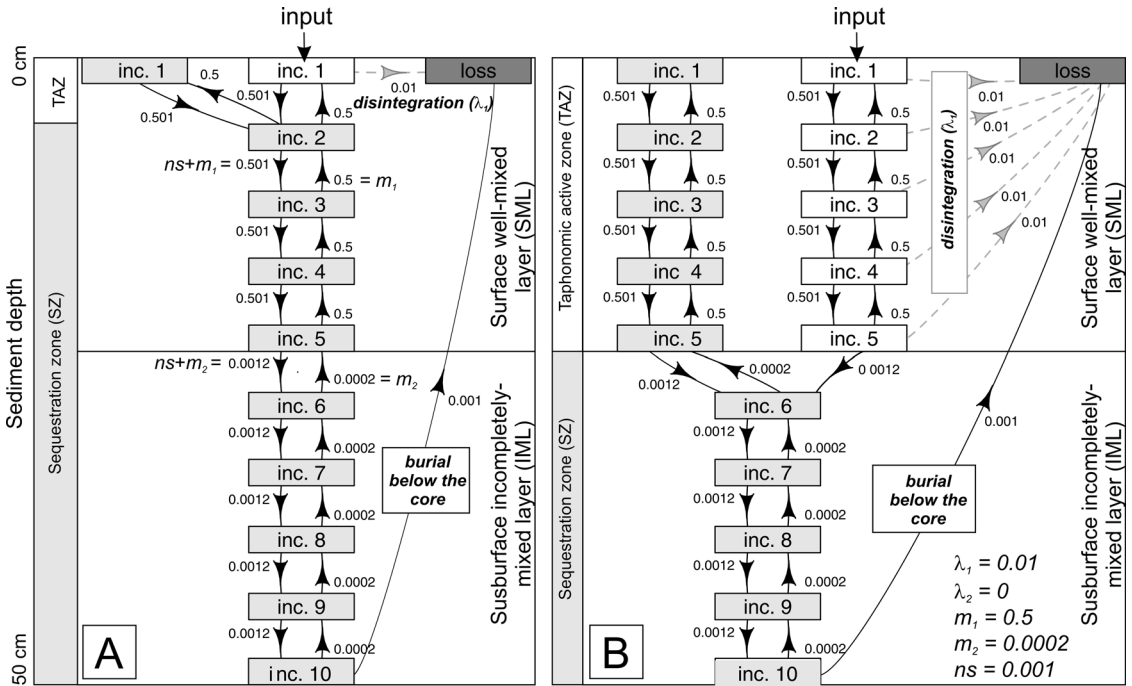 input
0 cm
TAZ
inc. 1
0.5
0.501
inc. 1
loss
0.01
disintegration (λ1)
0.501
0.5
inc. 2
ns+m1 = 0.501
0.5 = m1
inc. 3
0.501
0.5
inc. 4
0.501
0.5
inc. 5
ns+m2 = 0.0012
0.0002 = m2
inc. 6
0.0012
0.0002
inc. 7
0.0012
0.0002
inc. 8
0.0012
0.0002
inc. 9
0.0012
0.0002
inc. 10
0.001
burial
below the
core
Surface well-mixed
layer (SML)
Susburface incompletely-
mixed layer (IML)
Sediment depth
Sequestration zone (SZ)
50 cm
A
input
Taphonomic active zone (TAZ)
inc. 1
0.501
0.5
inc. 2
0.501
0.5
inc. 3
0.501
0.5
inc. 4
0.501
0.5
inc. 5
inc. 1
0.501
0.5
inc. 2
0.501
0.5
inc. 3
0.501
0.5
inc. 4
0.501
0.5
inc. 5
loss
0.01
0.01
0.01
0.01
0.01
disintegration (λ1)
Surface well-mixed
layer (SML)
0.0012
0.0002
0 0012
inc. 6
0.0012
0.0002
inc. 7
0.0012
0.0002
inc. 8
0.0012
0.0002
inc. 9
0.0012
0.0002
inc. 10
0.001
burial
below the
core
Sequestration zone (SZ)
Susburface incompletely-
mixed layer (IML)
λ1 = 0.01
λ2 = 0
m1 = 0.5
m2 = 0.0002
ns = 0.001
B